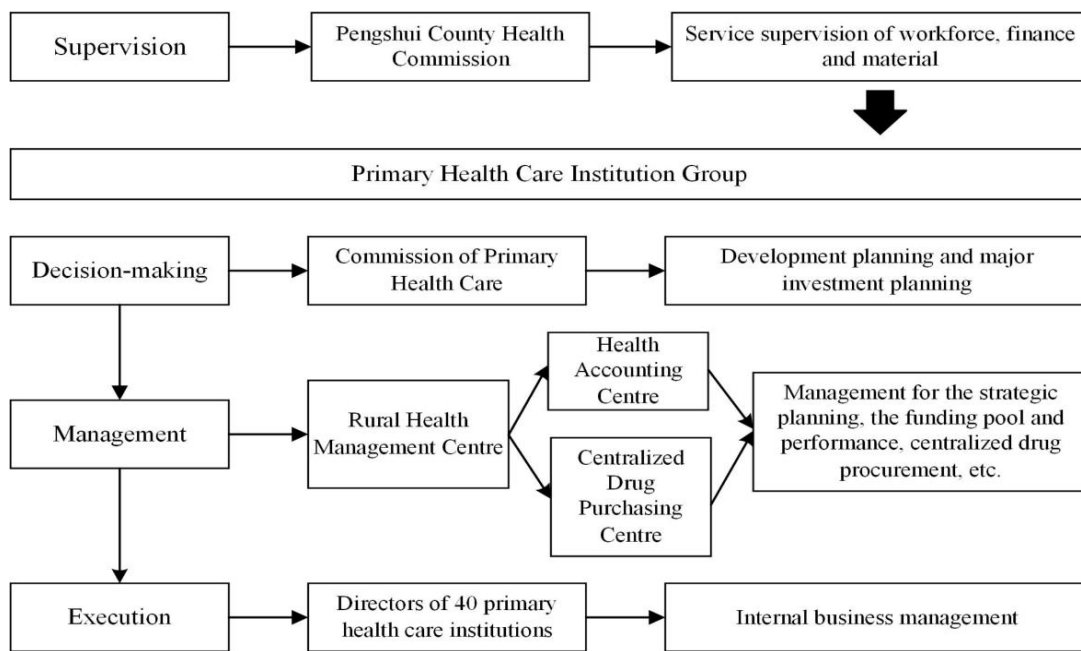 Supervision
Pengshui County Health
Commission
Service supervision of workforce, finance
and material
Primary Health Care Institution Group
Decision-making
Commission of Primary
Health Care
Development planning and major
investment planning
Management
Rural Health
Management Centre
Health
Accounting
Centre
Centralized
Drug
Purchasing
Centre
Management for the strategic
planning, the funding pool and
performance, centralized drug
procurement, etc.
Execution
Directors of 40 primary
health care institutions
Internal business management